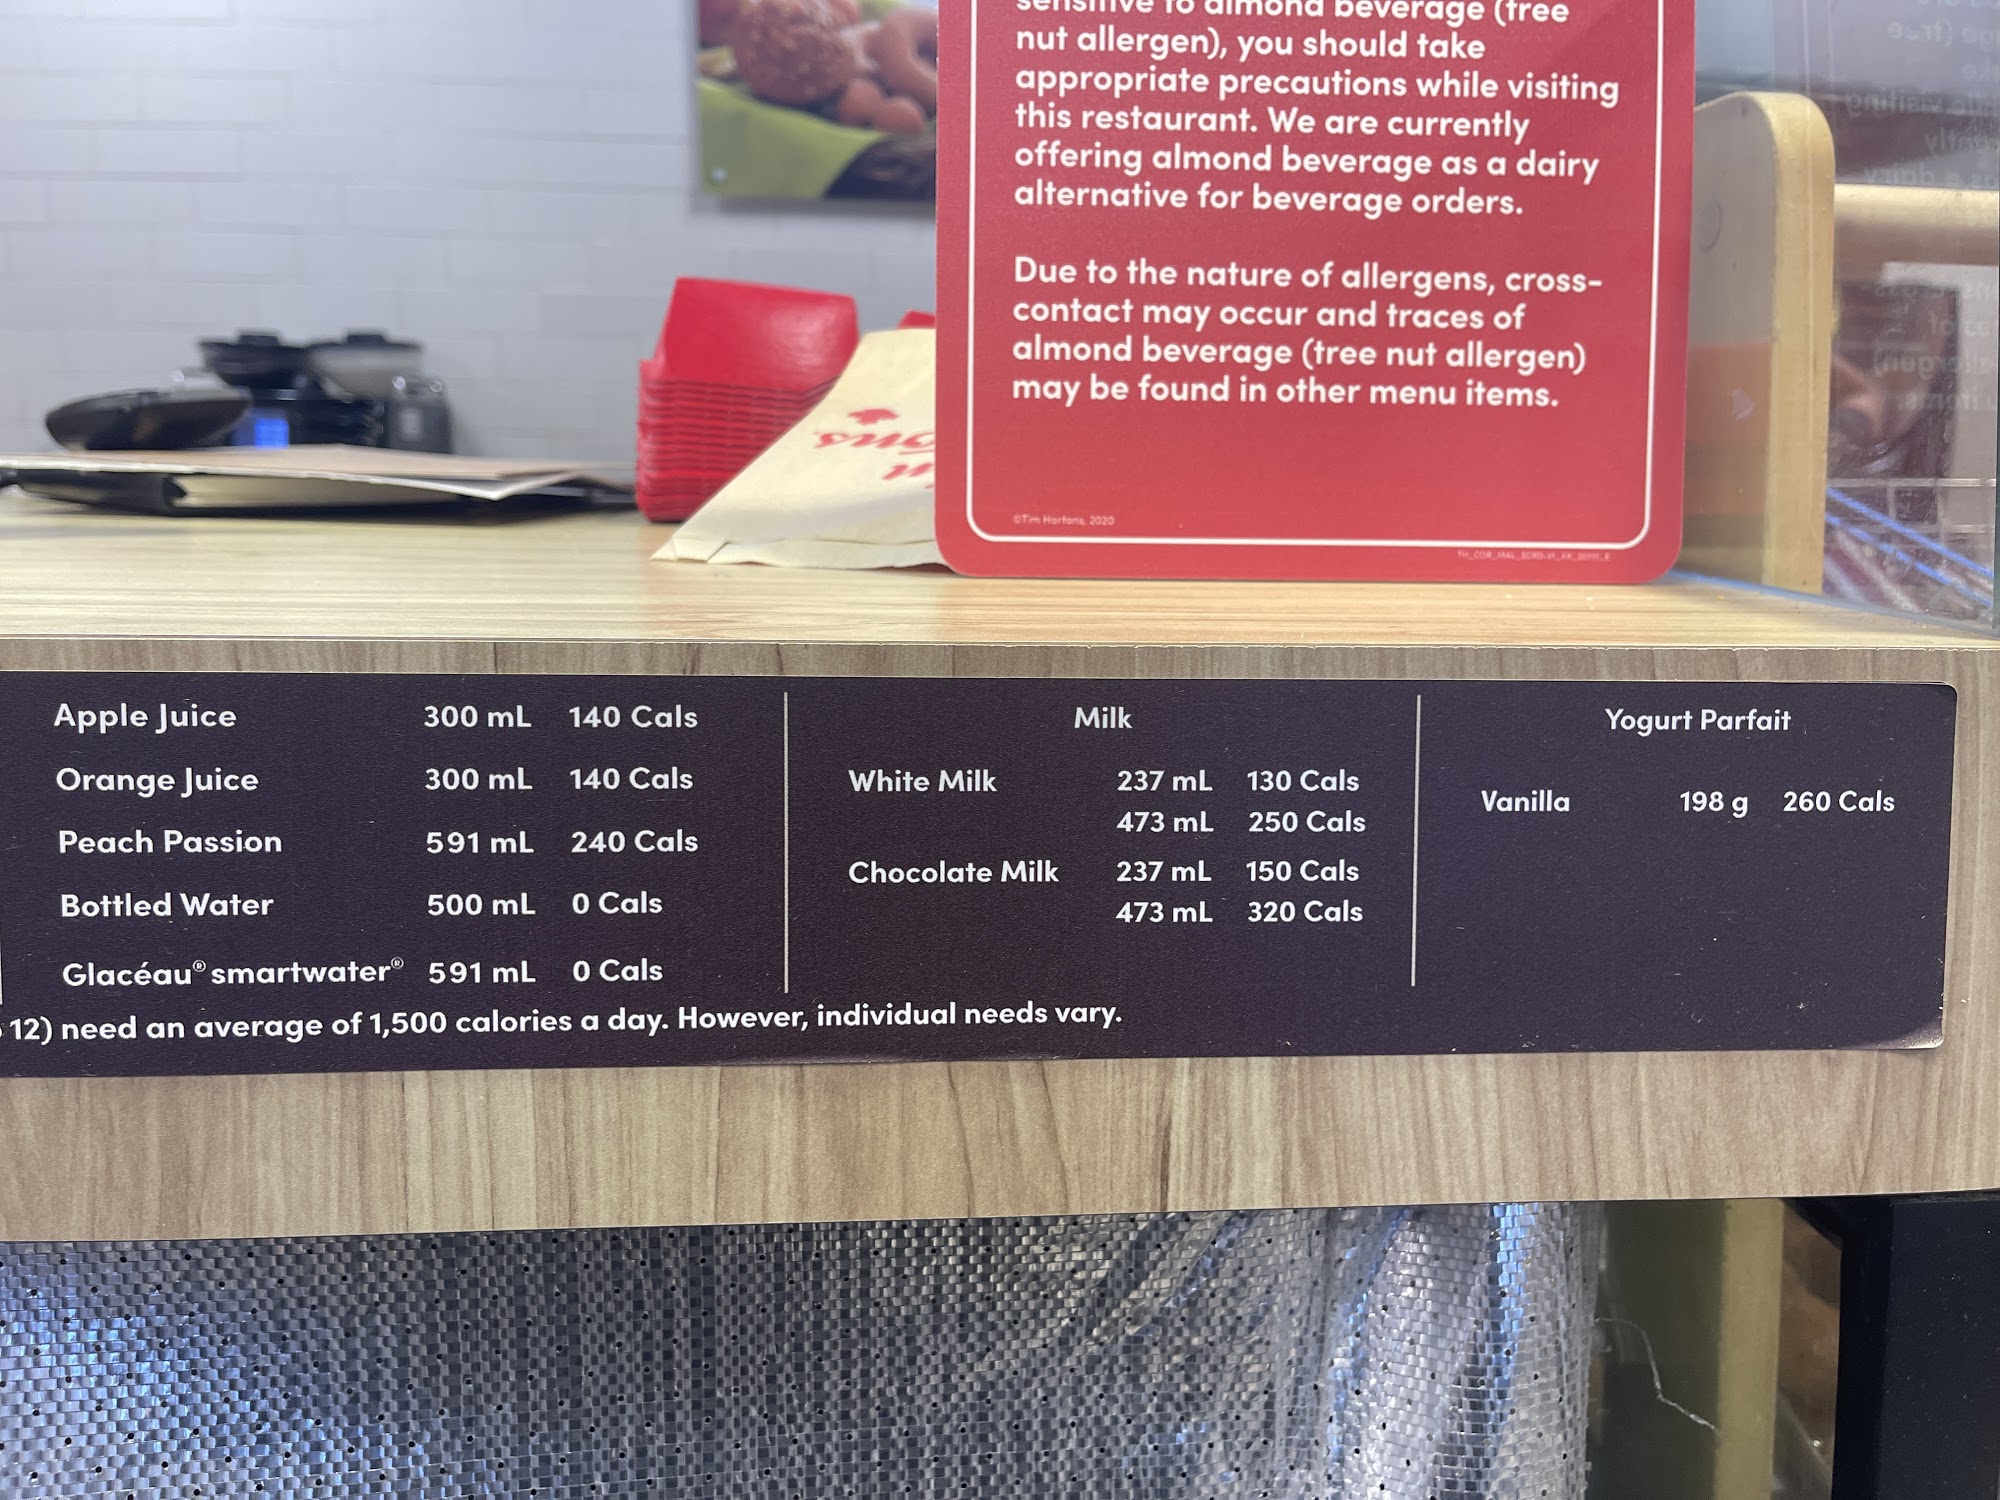 sensitive to almond beverage (tree
nut allergen), you should take
appropriate precautions while visiting
this restaurant. We are currently
offering almond beverage as a dairy
alternative for beverage orders.
Due to the nature of allergens, cross-
contact may occur and traces of
almond beverage (tree nut allergen)
may be found in other menu items.
©Tim Hortons, 2020
Apple Juice 300 mL 140 Cals
Orange Juice 300 mL 140 Cals
Peach Passion 591 mL 240 Cals
Bottled Water 500 mL 0 Cals
Glacéau® smartwater® 591 mL 0 Cals
Milk
White Milk 237 mL 130 Cals
473 mL 250 Cals
Chocolate Milk 237 mL 150 Cals
473 mL 320 Cals
Yogurt Parfait
Vanilla 198 g 260 Cals
12) need an average of 1,500 calories a day. However, individual needs vary.